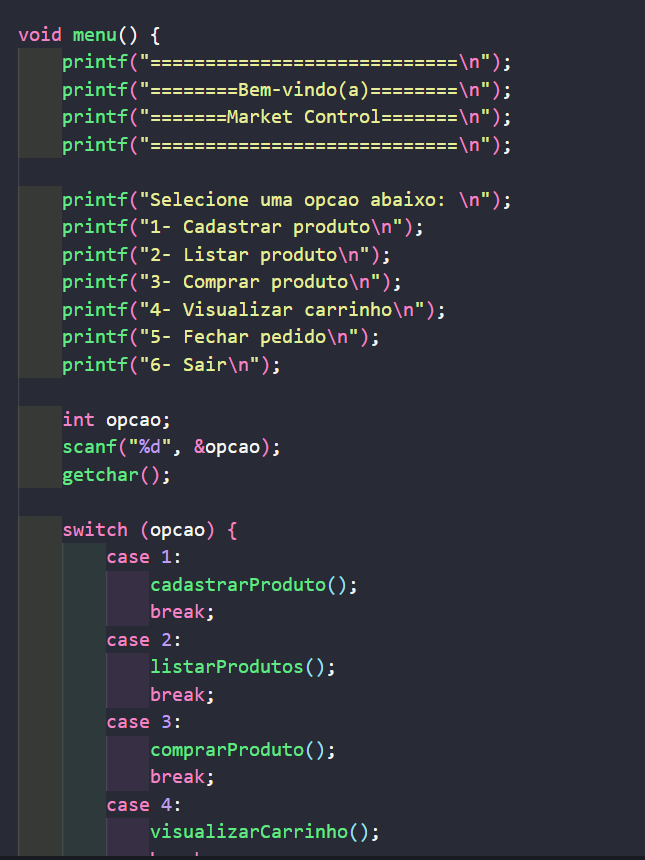 void menu() {
printf("============================\n");
printf("========Bem-vindo(a)========\n");
printf("=======Market Control=======\n");
printf("============================\n");
printf("Selecione uma opcao abaixo: \n");
printf("1- Cadastrar produto\n");
printf("2- Listar produto\n");
printf("3- Comprar produto\n");
printf("4- Visualizar carrinho\n");
printf("5- Fechar pedido\n");
printf("6- Sair\n");
int opcao;
scanf("%d", &opcao);
getchar();
switch (opcao) {
case 1:
cadastrarProduto();
break;
case 2:
listarProdutos();
break;
case 3:
comprarProduto();
break;
case 4:
visualizarCarrinho();